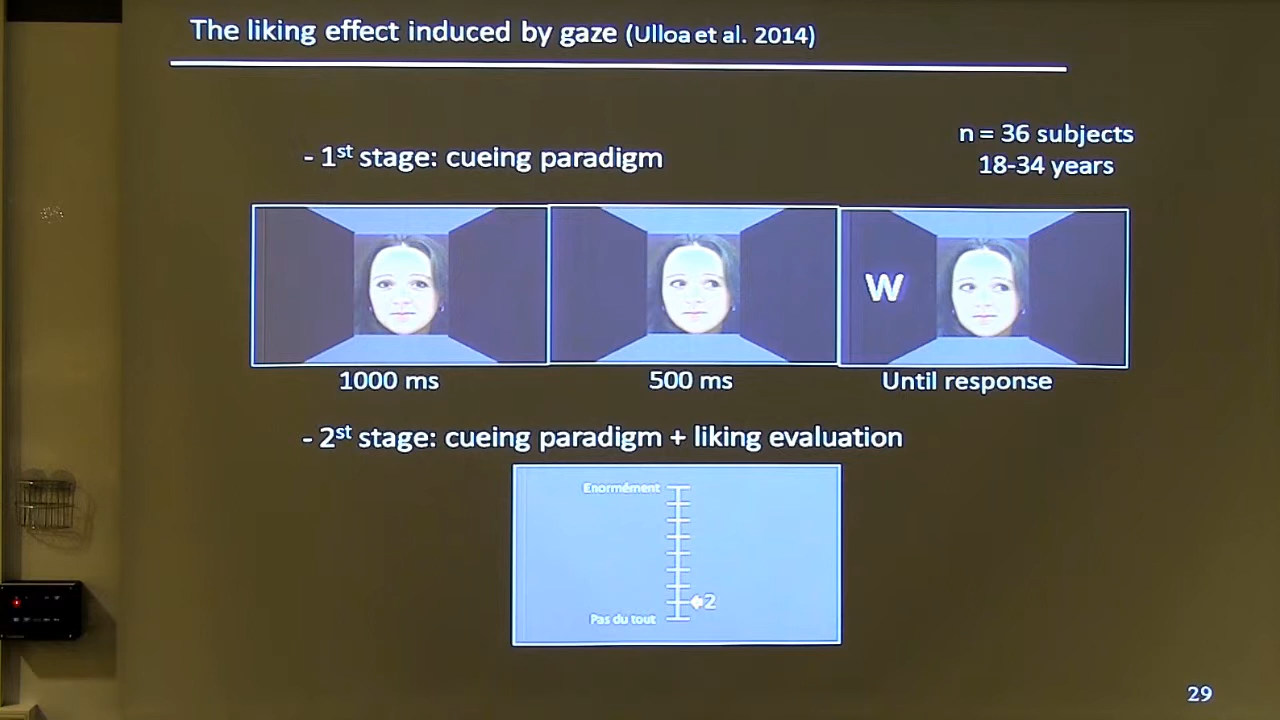 The liking effect induced by gaze (Ulloa et al. 2014)
n = 36 subjects
18-34 years
- 1st stage: cueing paradigm
W
1000 ms
500 ms
Until response
- 2st stage: cueing paradigm + liking evaluation
Enormément
2
Pas du tout
29